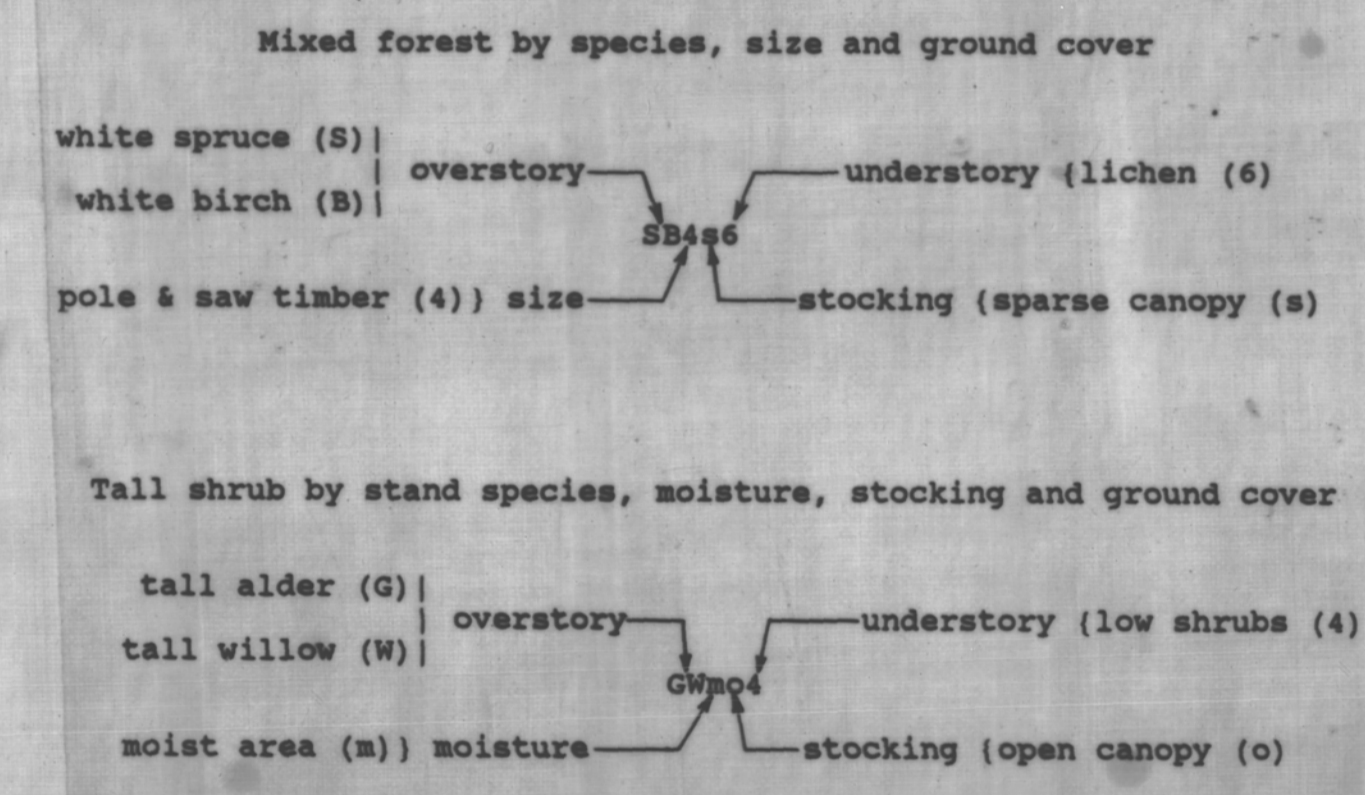 Mixed forest by species, size and ground cover
white spruce (S)|
| overstory understory {lichen (6)
white birch (B)|
SB4s6
pole & saw timber (4)} size stocking {sparse canopy (s)
Tall shrub by stand species, moisture, stocking and ground cover
tall alder (G)|
| overstory understory {low shrubs (4)
tall willow (W)|
GWmo4
moist area (m)} moisture stocking {open canopy (o)